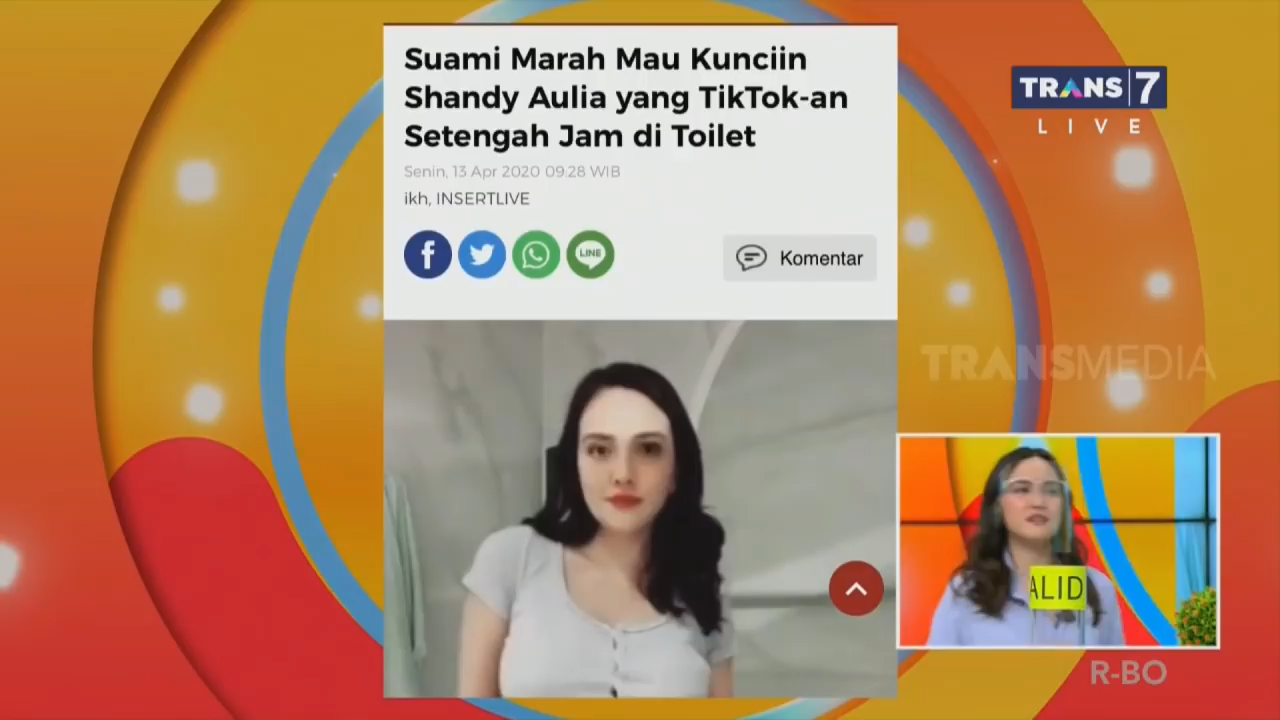 Suami Marah Mau Kunciin
Shandy Aulia yang TikTok-an
Setengah Jam di Toilet
Senin, 13 Apr 2020 09.28 WIB
ikh, INSERTLIVE
f
LINE
Komentar
TRANS|7
LIVE
TRANSMEDIA
ALID
R-BO